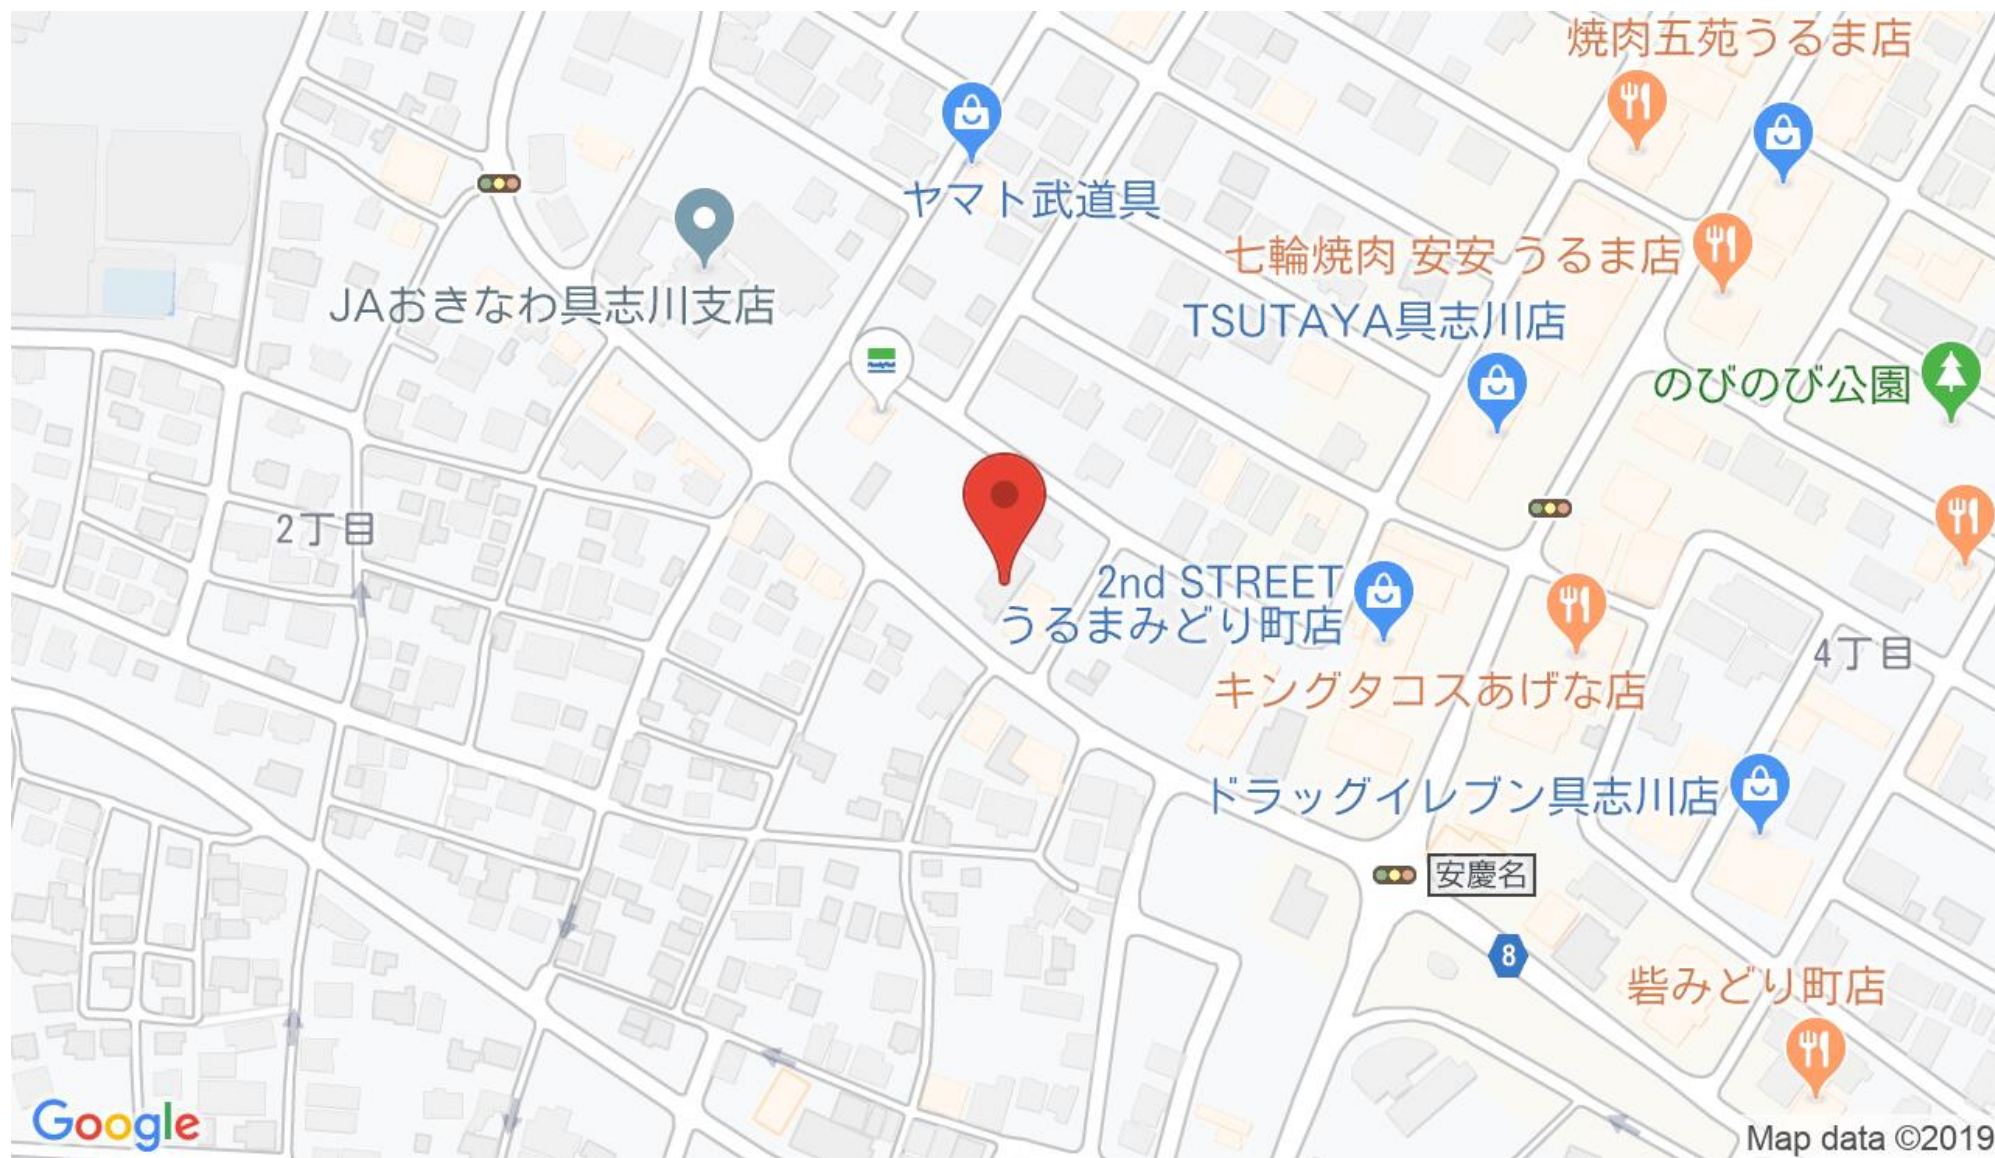 焼肉五苑うるま店
ヤマト武道具
七輪焼肉 安安 うるま店
JAおきなわ具志川支店
TSUTAYA具志川店
のびのび公園
2丁目
2nd STREET
うるまみどり町店
4丁目
キングタコスあげな店
ドラッグイレブン具志川店
安慶名
8
砦みどり町店
Google
Map data ©2019